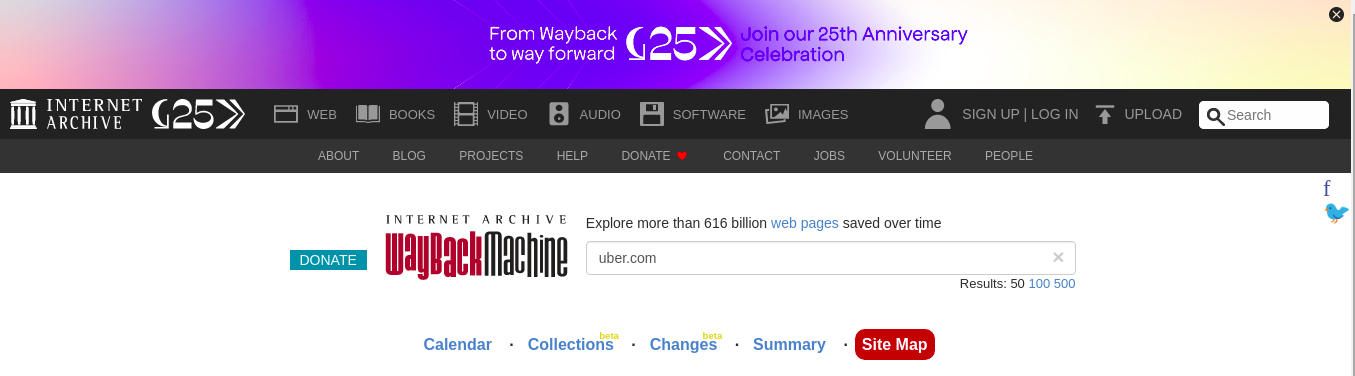 From Wayback
to way forward
25
Join our 25th Anniversary
Celebration
INTERNET
ARCHIVE
25
WEB
BOOKS
VIDEO
AUDIO
SOFTWARE
IMAGES
SIGN UP | LOG IN
UPLOAD
Search
ABOUT
BLOG
PROJECTS
HELP
DONATE
CONTACT
JOBS
VOLUNTEER
PEOPLE
f
DONATE
INTERNET ARCHIVE
WayBackMachine
Explore more than 616 billion web pages saved over time
uber.com
Results: 50 100 500
Calendar · Collections beta · Changes beta · Summary · Site Map